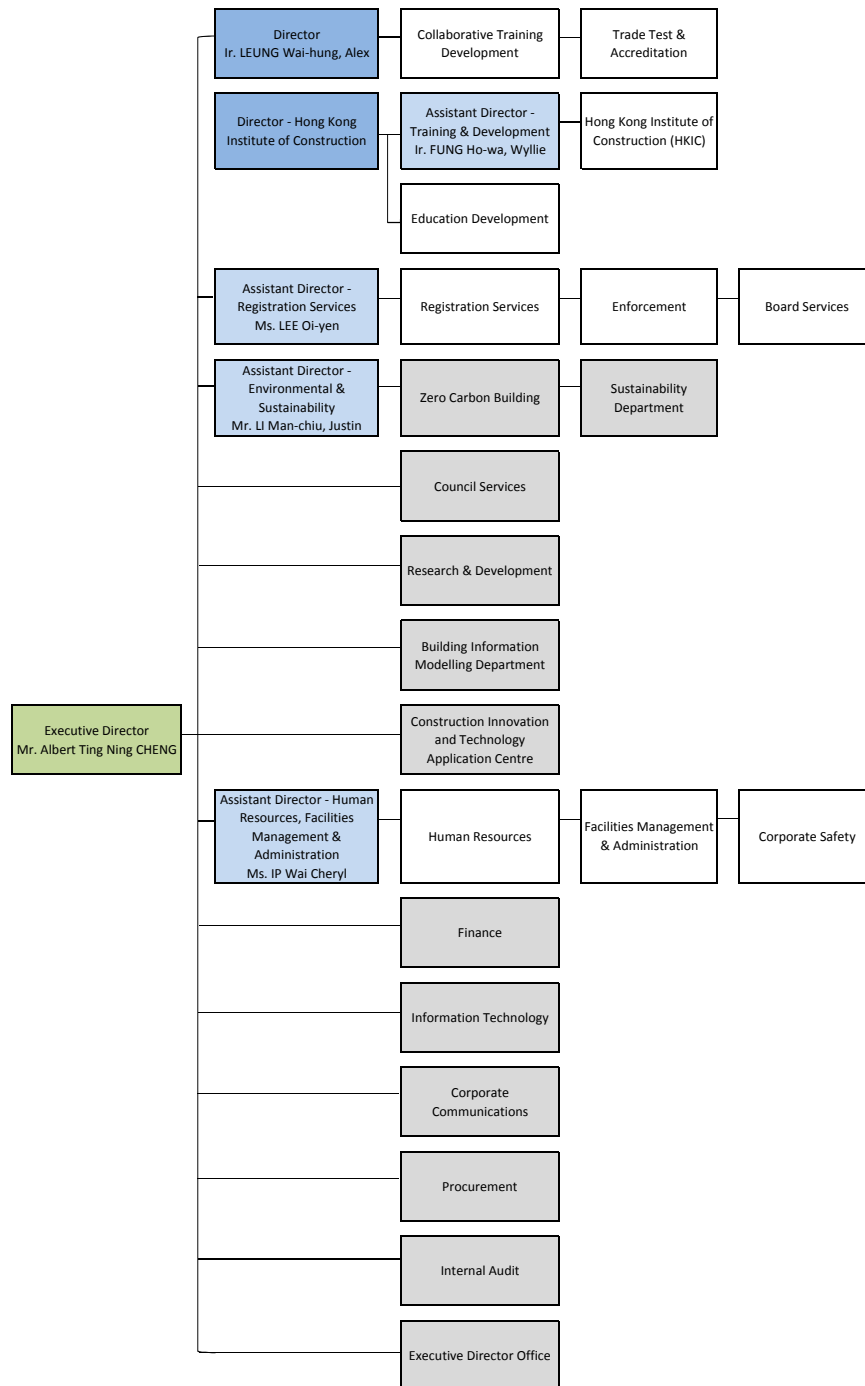 Director
Ir. LEUNG Wai-hung, Alex
Collaborative Training
Development
Trade Test &
Accreditation
Director - Hong Kong
Institute of Construction
Assistant Director -
Training & Development
Ir. FUNG Ho-wa, Wyllie
Hong Kong Institute of
Construction (HKIC)
Education Development
Assistant Director -
Registration Services
Ms. LEE Oi-yen
Registration Services
Enforcement
Board Services
Assistant Director -
Environmental &
Sustainability
Mr. LI Man-chiu, Justin
Zero Carbon Building
Sustainability
Department
Council Services
Research & Development
Building Information
Modelling Department
Executive Director
Mr. Albert Ting Ning CHENG
Construction Innovation
and Technology
Application Centre
Assistant Director - Human
Resources, Facilities
Management &
Administration
Ms. IP Wai Cheryl
Human Resources
Facilities Management
& Administration
Corporate Safety
Finance
Information Technology
Corporate
Communications
Procurement
Internal Audit
Executive Director Office